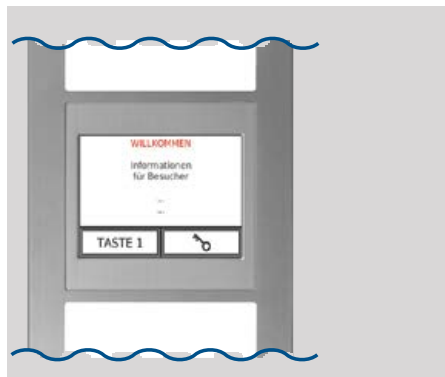 WILLKOMMEN
Informationen
für Besucher
...
...
TASTE 1